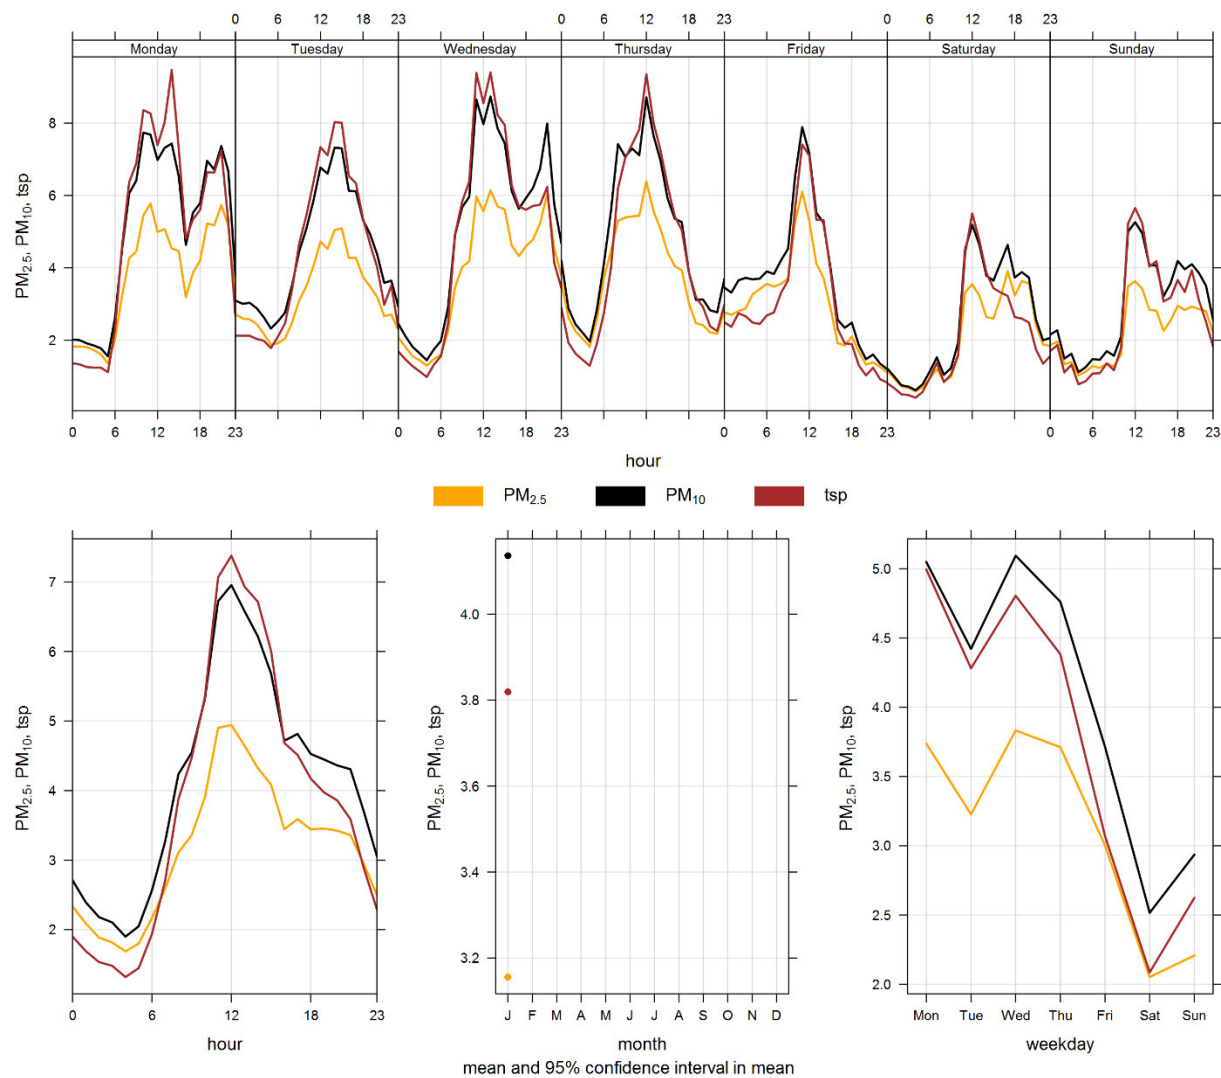 0 6 12 18 23 0 6 12 18 23 0 6 12 18 23
Monday Tuesday Wednesday Thursday Friday Saturday Sunday
8
6
4
2
PM2.5, PM10, tsp
0 6 12 18 23 0 6 12 18 23 0 6 12 18 23 0 6 12 18 23
hour
PM2.5 PM10 tsp
7
6
5
4
3
2
PM2.5, PM10, tsp
0 6 12 18 23
hour
4.0
3.8
3.6
3.4
3.2
PM2.5, PM10, tsp
J F M A M J J A S O N D
month
mean and 95% confidence interval in mean
5.0
4.5
4.0
3.5
3.0
2.5
2.0
PM2.5, PM10, tsp
Mon Tue Wed Thu Fri Sat Sun
weekday